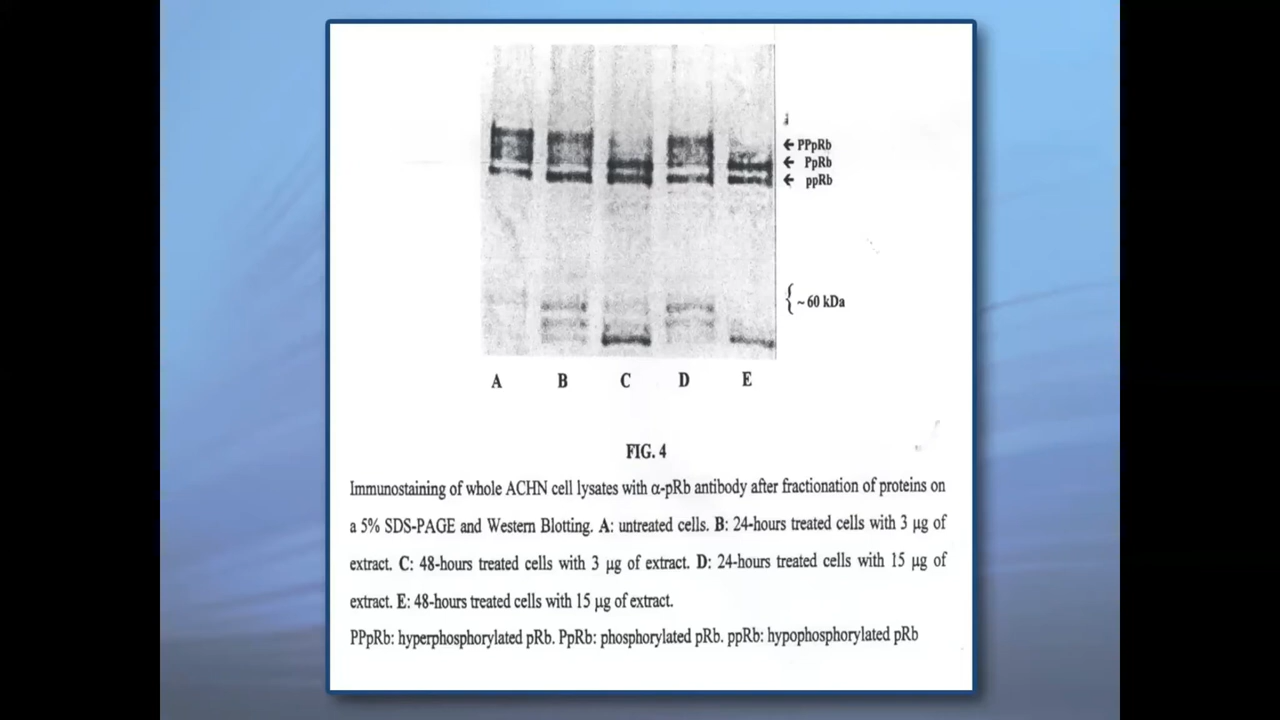 ← PPpRb
← PpRb
← ppRb
{ ~ 60 kDa
A B C D E
FIG. 4
Immunostaining of whole ACHN cell lysates with α-pRb antibody after fractionation of proteins on
a 5% SDS-PAGE and Western Blotting. A: untreated cells. B: 24-hours treated cells with 3 µg of
extract. C: 48-hours treated cells with 3 µg of extract. D: 24-hours treated cells with 15 µg of
extract. E: 48-hours treated cells with 15 µg of extract.
PPpRb: hyperphosphorylated pRb. PpRb: phosphorylated pRb. ppRb: hypophosphorylated pRb